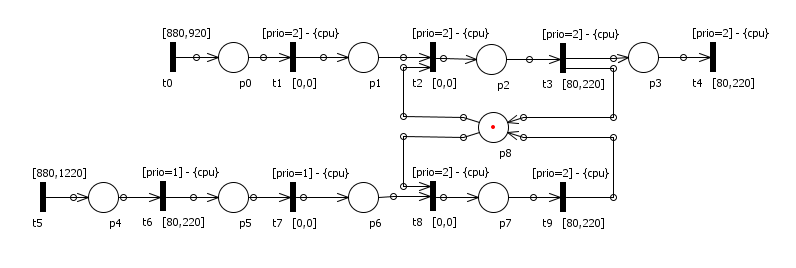 [880,920]
[prio=2] - {cpu}
[prio=2] - {cpu}
[prio=2] - {cpu}
[prio=2] - {cpu}
t0
p0
t1
[0,0]
p1
t2
[0,0]
p2
t3
[80,220]
p3
t4
[80,220]
p8
[880,1220]
[prio=1] - {cpu}
[prio=1] - {cpu}
[prio=2] - {cpu}
[prio=2] - {cpu}
t5
p4
t6
[80,220]
p5
t7
[0,0]
p6
t8
[0,0]
p7
t9
[80,220]